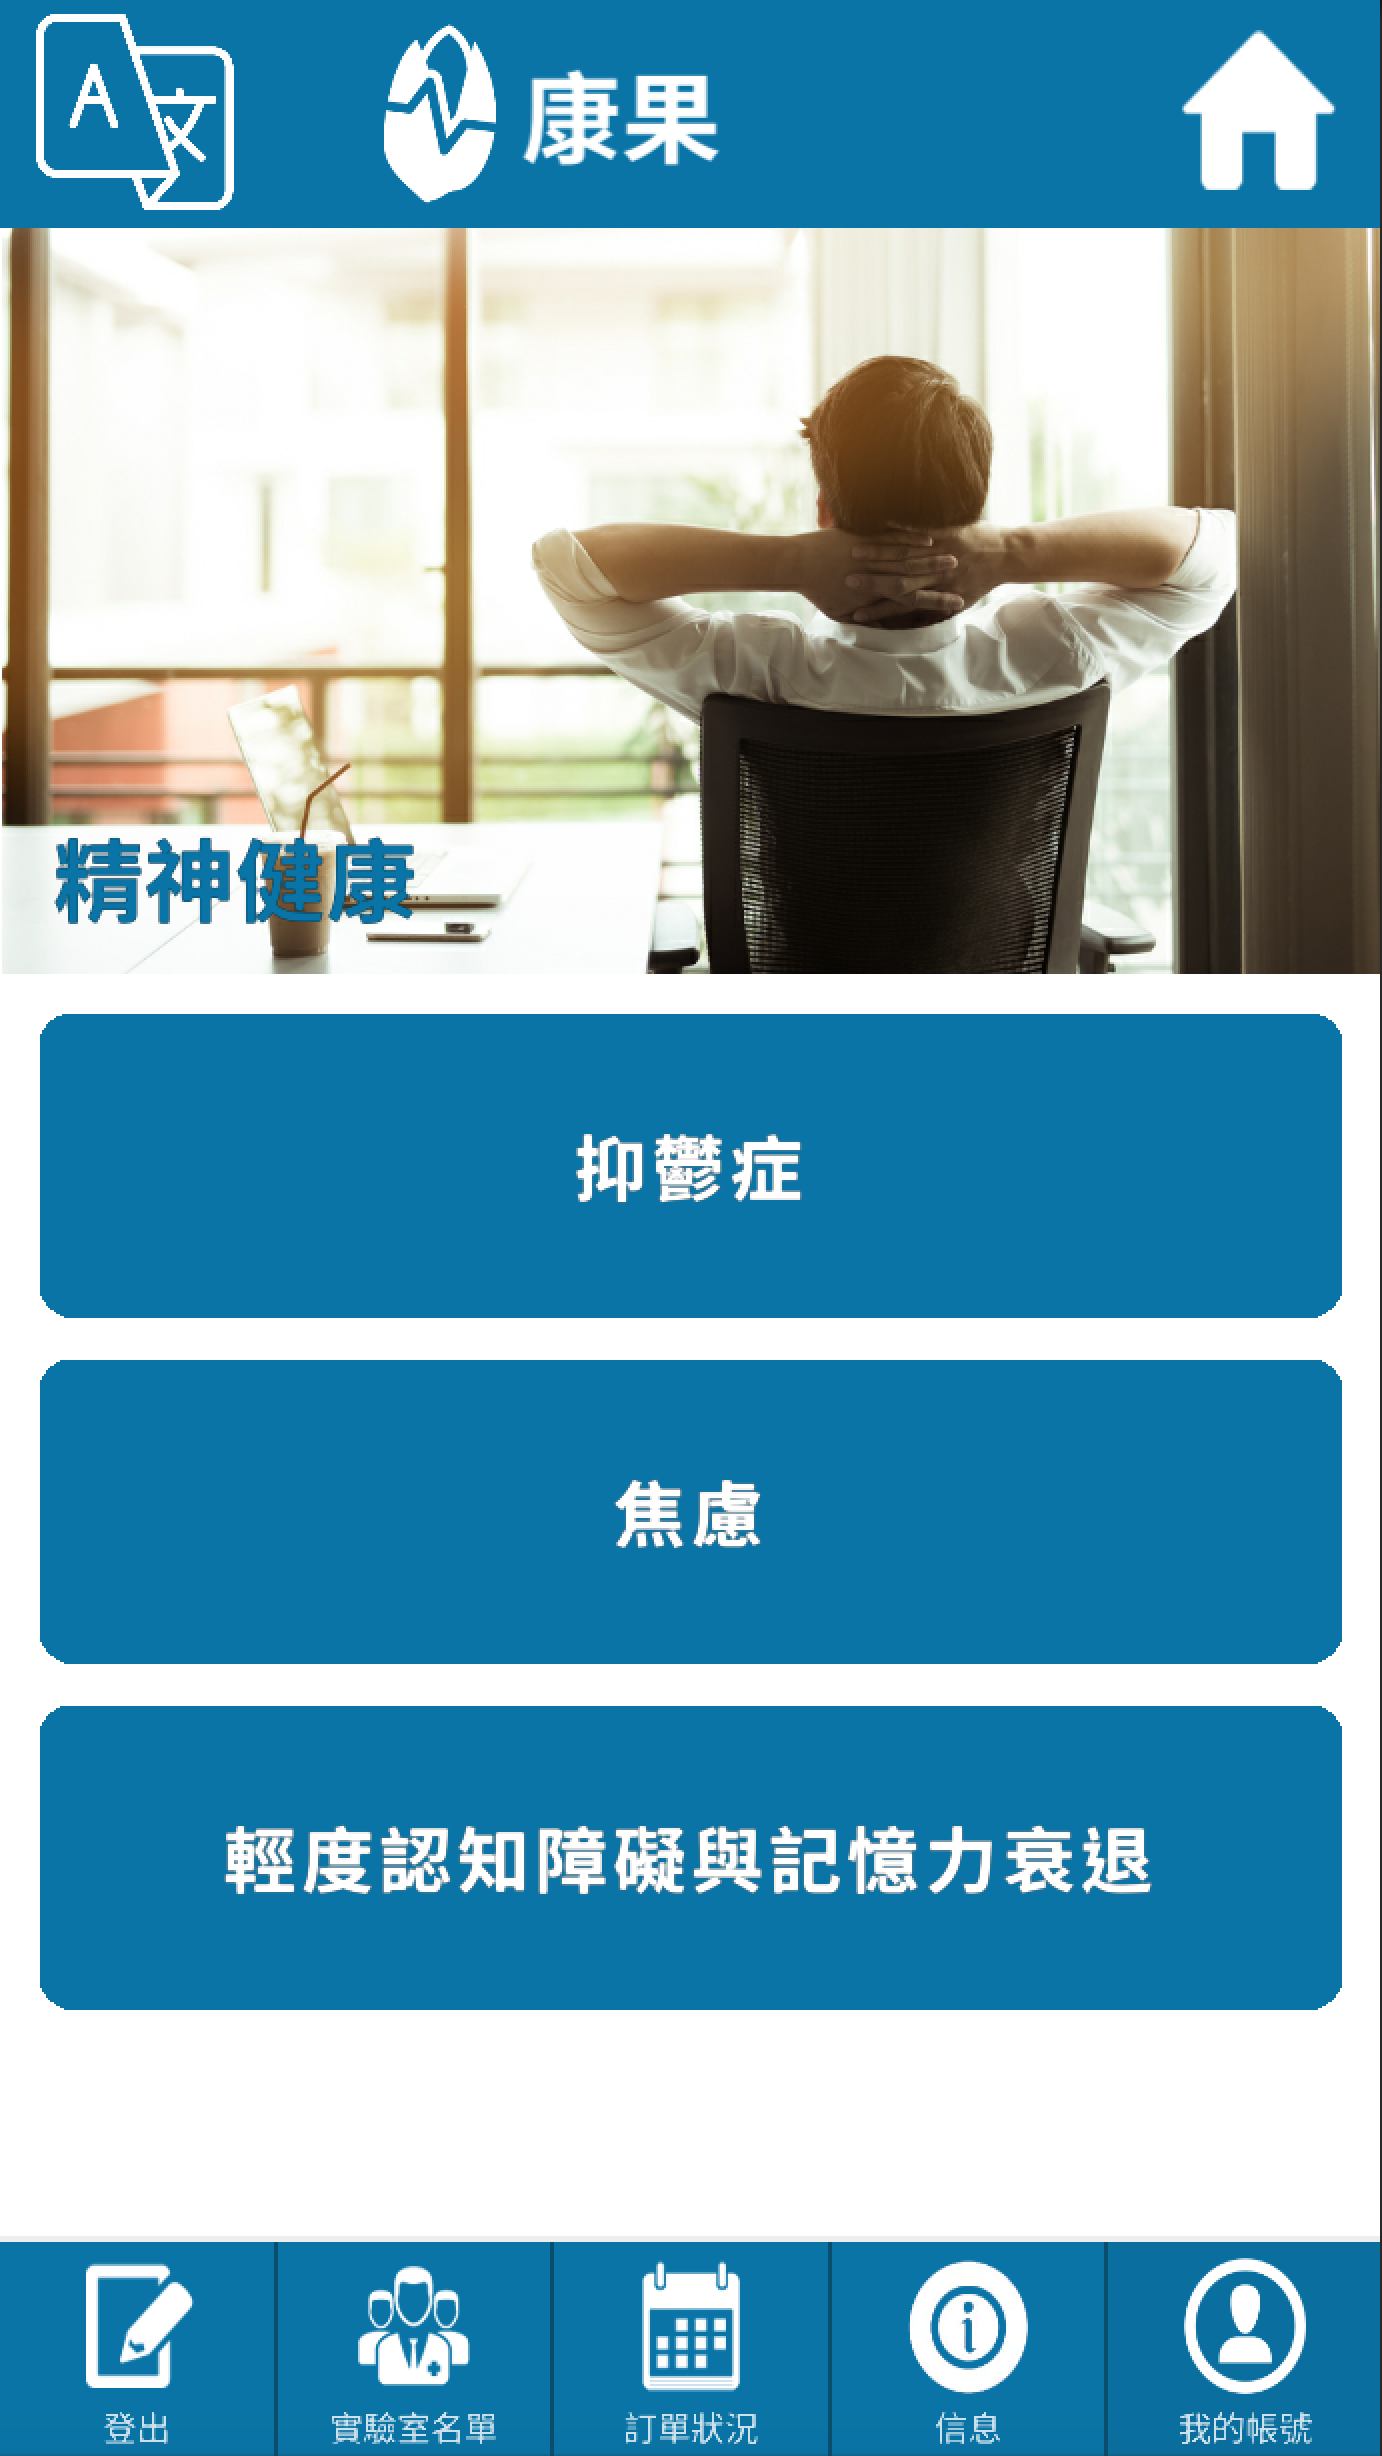 A 文
康果
精神健康
抑鬱症
焦慮
輕度認知障礙與記憶力衰退
登出
實驗室名單
訂單狀況
信息
我的帳號